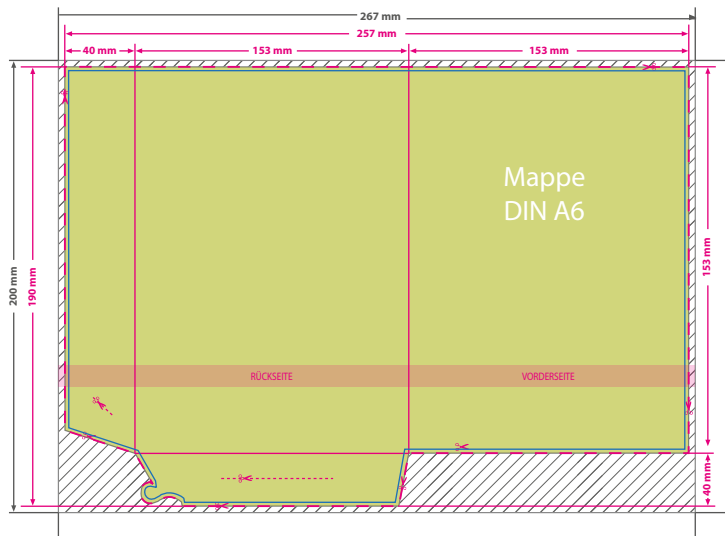 267 mm
257 mm
40 mm
153 mm
153 mm
Mappe
DIN A6
200 mm
190 mm
153 mm
RÜCKSEITE
VORDERSEITE
40 mm